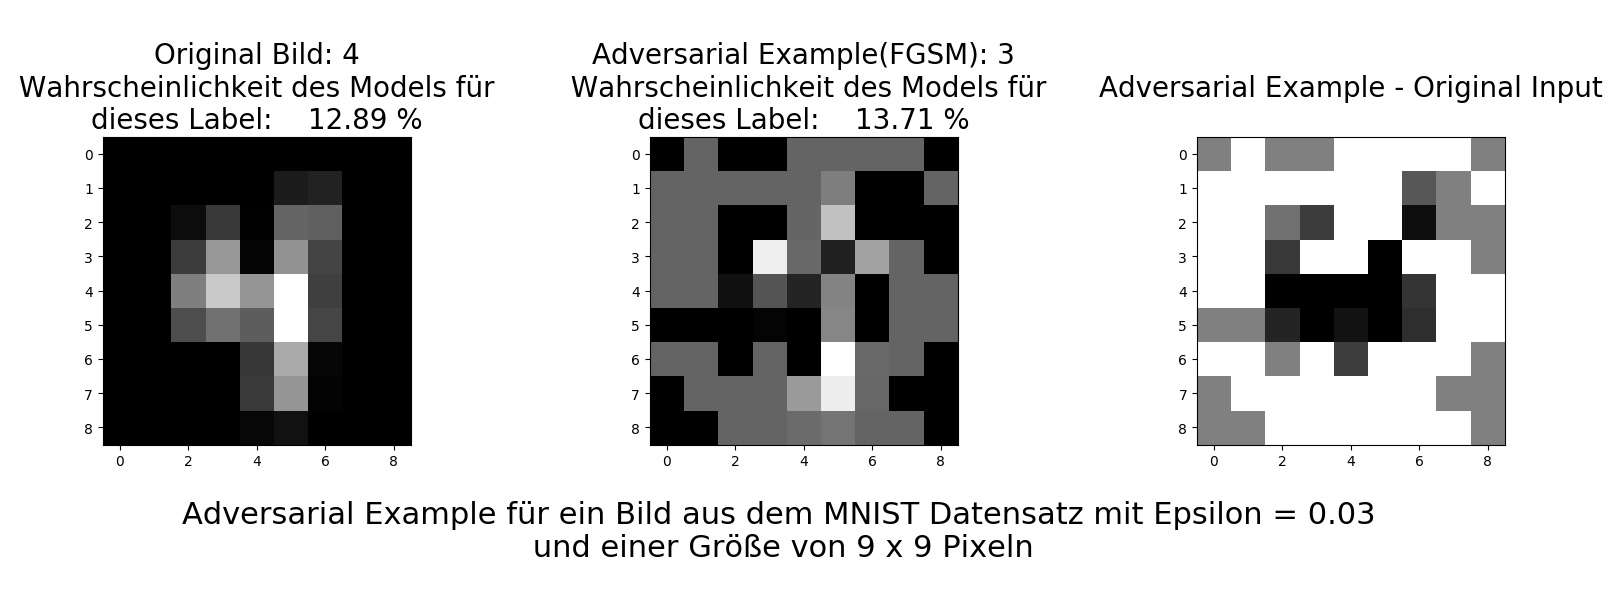 Original Bild: 4
Wahrscheinlichkeit des Models für
dieses Label: 12.89 %
Adversarial Example(FGSM): 3
Wahrscheinlichkeit des Models für
dieses Label: 13.71 %
Adversarial Example - Original Input
0
1
2
3
4
5
6
7
8
0 2 4 6 8
0
1
2
3
4
5
6
7
8
0 2 4 6 8
0
1
2
3
4
5
6
7
8
0 2 4 6 8
Adversarial Example für ein Bild aus dem MNIST Datensatz mit Epsilon = 0.03
und einer Größe von 9 x 9 Pixeln